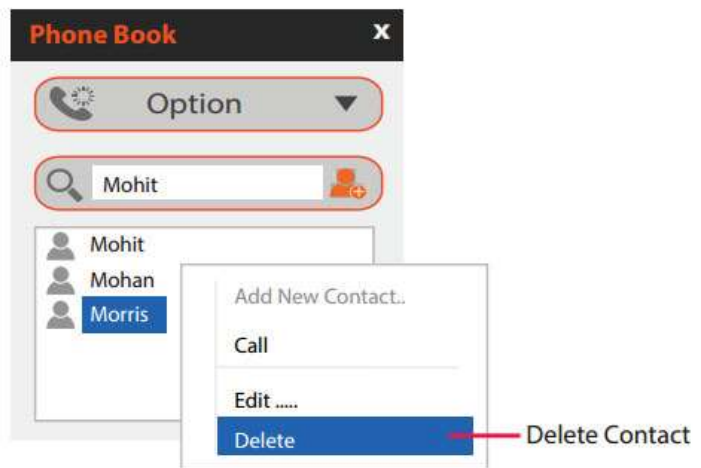 Phone Book x
Option
Mohit
Mohit
Mohan
Morris
Add New Contact..
Call
Edit .....
Delete
Delete Contact